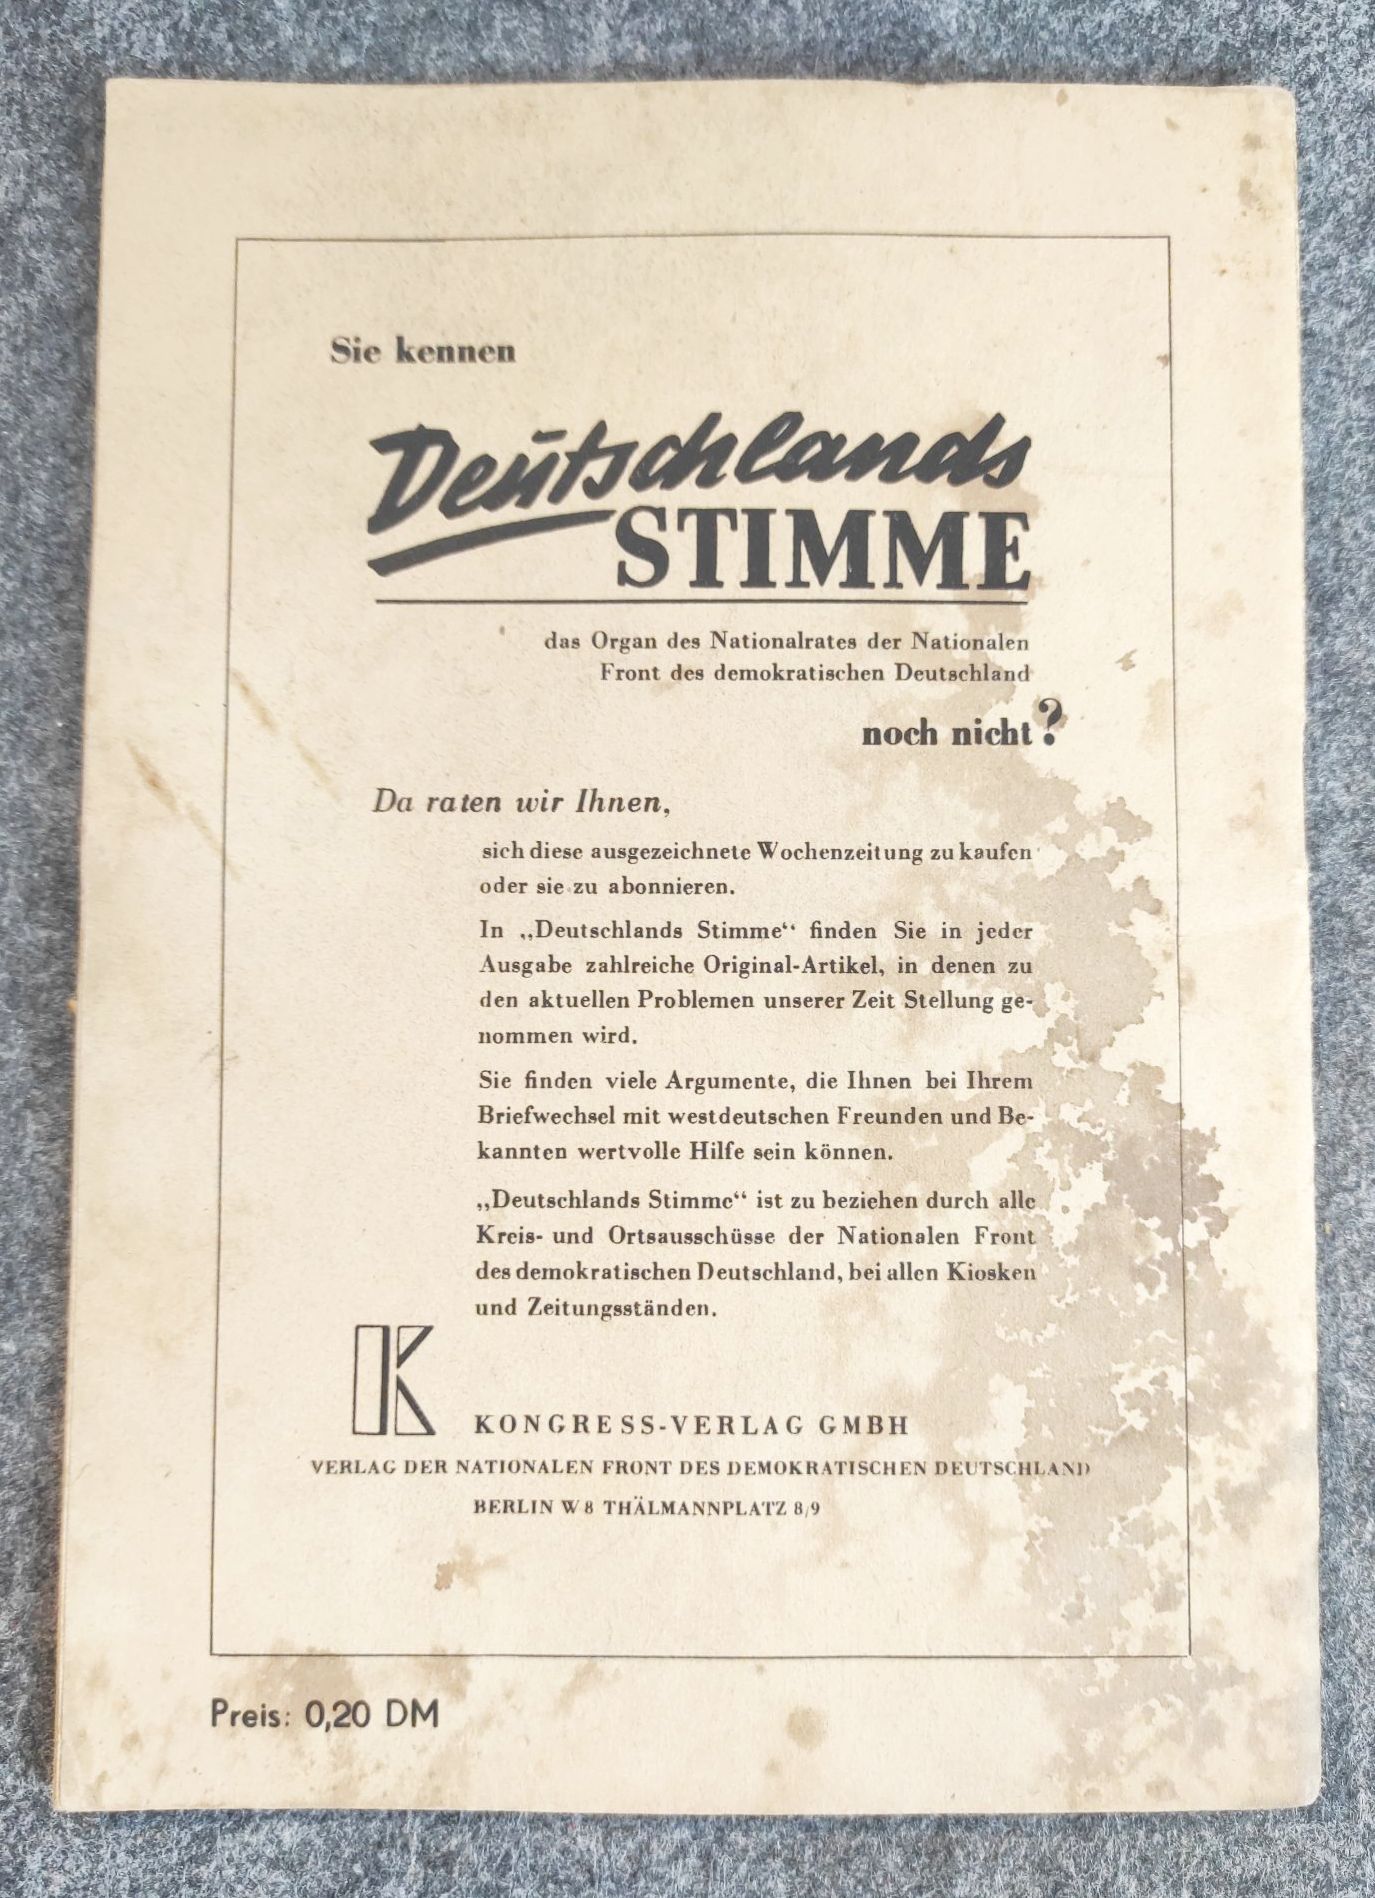 Sie kennen
Deutschlands
STIMME
das Organ des Nationalrates der Nationalen
Front des demokratischen Deutschland
noch nicht?
Da raten wir Ihnen,
sich diese ausgezeichnete Wochenzeitung zu kaufen
oder sie zu abonnieren.
In „Deutschlands Stimme“ finden Sie in jeder
Ausgabe zahlreiche Original-Artikel, in denen zu
den aktuellen Problemen unserer Zeit Stellung ge-
nommen wird.
Sie finden viele Argumente, die Ihnen bei Ihrem
Briefwechsel mit westdeutschen Freunden und Be-
kannten wertvolle Hilfe sein können.
„Deutschlands Stimme“ ist zu beziehen durch alle
Kreis- und Ortsausschüsse der Nationalen Front
des demokratischen Deutschland, bei allen Kiosken
und Zeitungsständen.
K
KONGRESS-VERLAG GMBH
VERLAG DER NATIONALEN FRONT DES DEMOKRATISCHEN DEUTSCHLAND
BERLIN W 8 THÄLMANNPLATZ 8/9
Preis: 0,20 DM